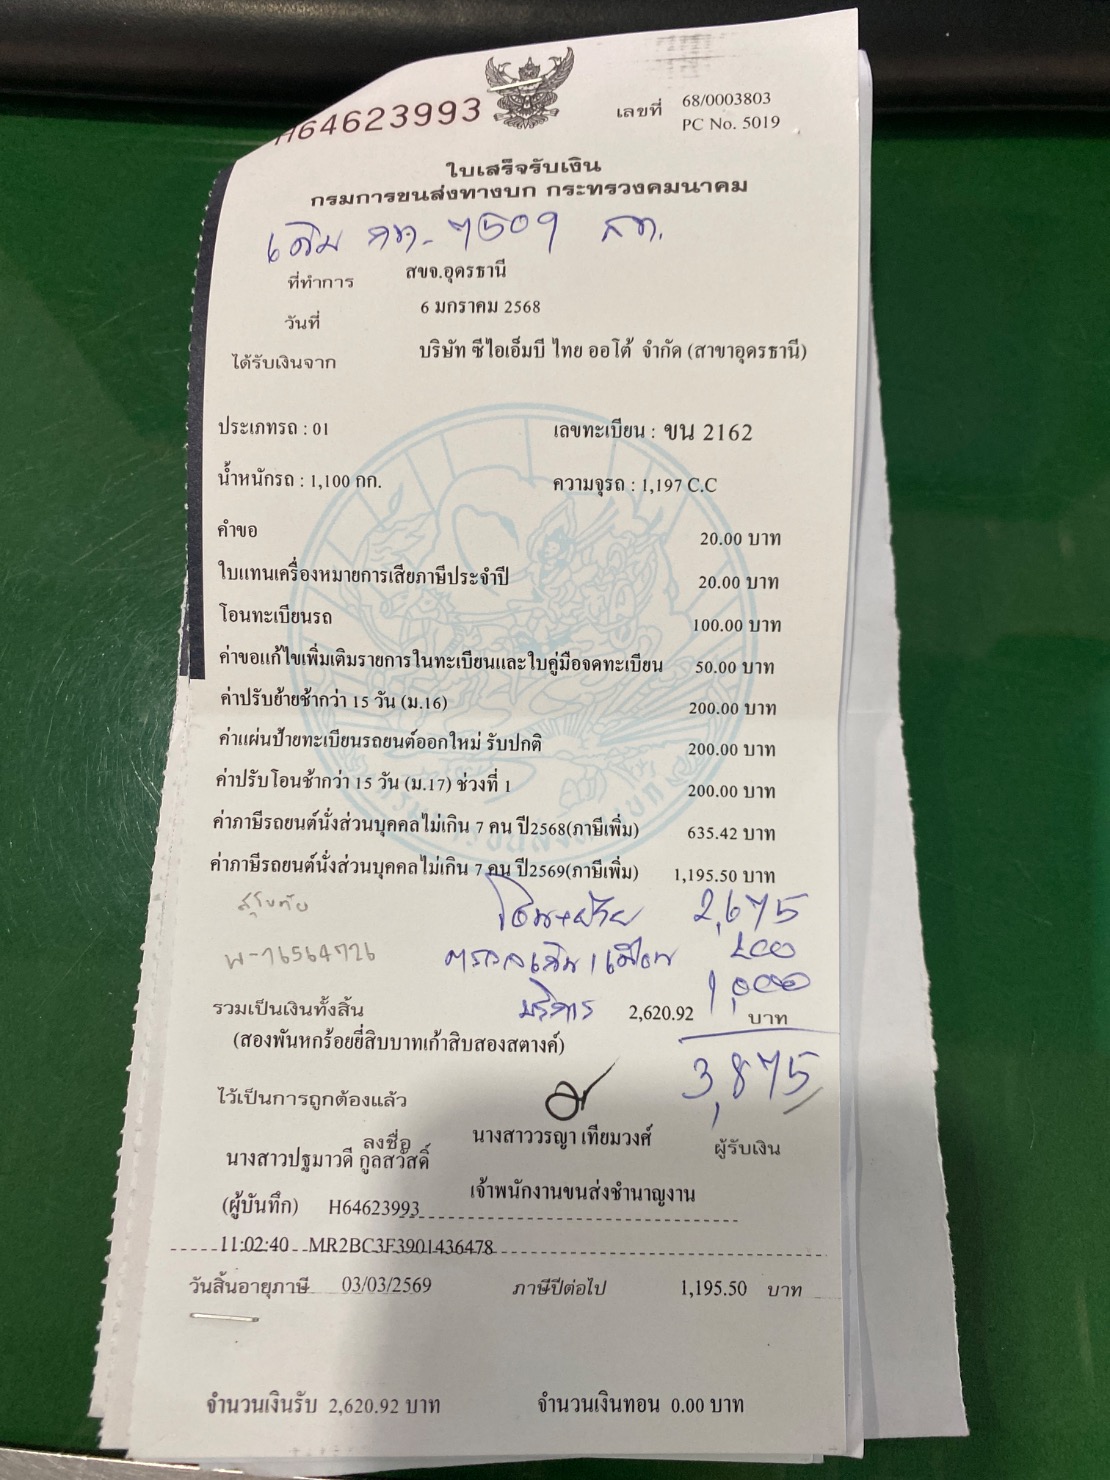 H64623993
เลขที่ 68/0003803
PC No. 5019
ใบเสร็จรับเงิน
กรมการขนส่งทางบก กระทรวงคมนาคม
เดิม กท- 7509 สท.
ที่ทำการ สขจ.อุดรธานี
วันที่ 6 มกราคม 2568
ได้รับเงินจาก บริษัท ซีไอเอ็มบี ไทย ออโต้ จำกัด (สาขาอุดรธานี)
ประเภทรถ : 01 เลขทะเบียน : ขน 2162
น้ำหนักรถ : 1,100 กก. ความจุรถ : 1,197 C.C
คำขอ 20.00 บาท
ใบแทนเครื่องหมายการเสียภาษีประจำปี 20.00 บาท
โอนทะเบียนรถ 100.00 บาท
ค่าขอแก้ไขเพิ่มเติมรายการในทะเบียนและใบคู่มือจดทะเบียน 50.00 บาท
ค่าปรับย้ายช้ากว่า 15 วัน (ม.16) 200.00 บาท
ค่าแผ่นป้ายทะเบียนรถยนต์ออกใหม่ รับปกติ 200.00 บาท
ค่าปรับโอนช้ากว่า 15 วัน (ม.17) ช่วงที่ 1 200.00 บาท
ค่าภาษีรถยนต์นั่งส่วนบุคคลไม่เกิน 7 คน ปี2568(ภาษีเพิ่ม) 635.42 บาท
ค่าภาษีรถยนต์นั่งส่วนบุคคลไม่เกิน 7 คน ปี2569(ภาษีเพิ่ม) 1,195.50 บาท
สุโขทัย โอน+ย้าย 2,675
พ-76564726 200
บริการ 1,000
รวมเป็นเงินทั้งสิ้น 2,620.92 บาท
(สองพันหกร้อยยี่สิบบาทเก้าสิบสองสตางค์)
3,875
ไว้เป็นการถูกต้องแล้ว
ลงชื่อ นางสาววรญา เทียมวงศ์ ผู้รับเงิน
นางสาวปฐมาวดี กูลสวัสดิ์
เจ้าพนักงานขนส่งชำนาญงาน
(ผู้บันทึก) H64623993
11:02:40 MR2BC3F3901436478
วันสิ้นอายุภาษี 03/03/2569 ภาษีปีต่อไป 1,195.50 บาท
จำนวนเงินรับ 2,620.92 บาท จำนวนเงินทอน 0.00 บาท